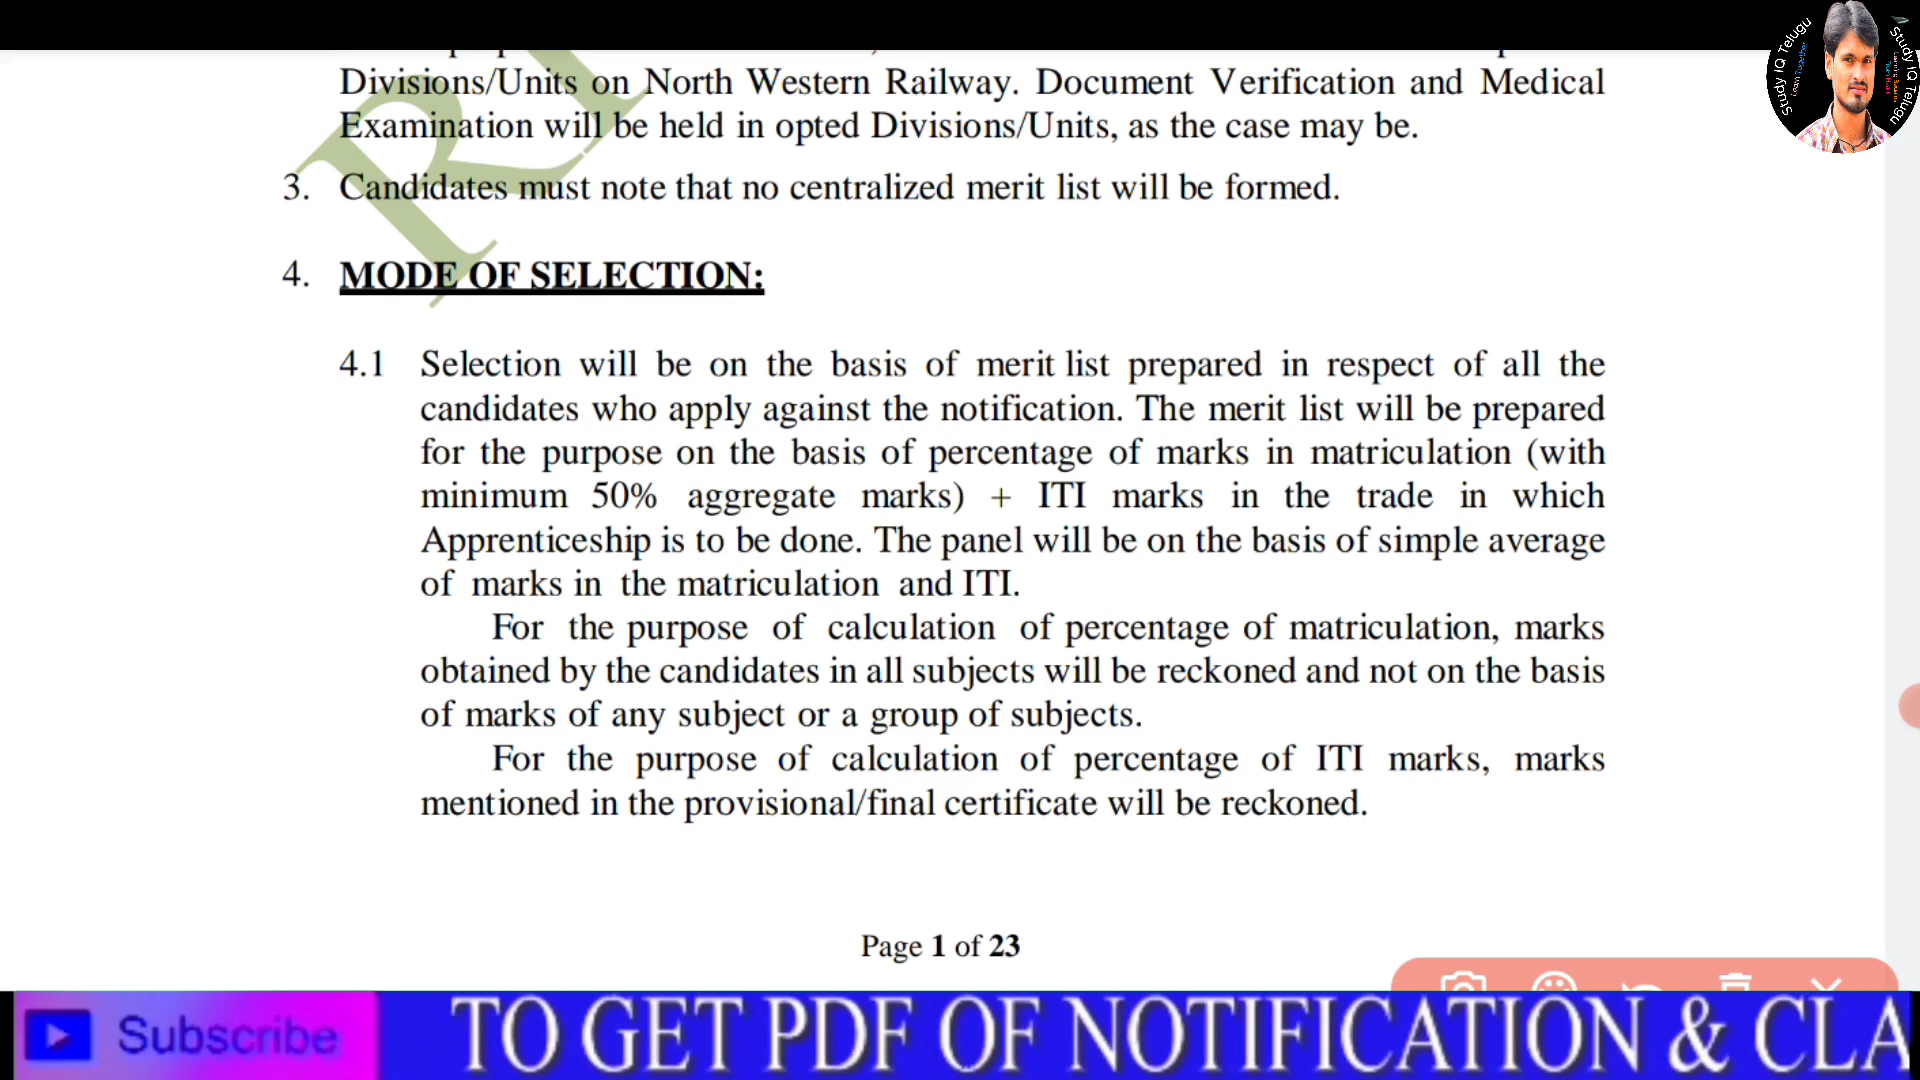 Divisions/Units on North Western Railway. Document Verification and Medical
Examination will be held in opted Divisions/Units, as the case may be.
3. Candidates must note that no centralized merit list will be formed.
4. MODE OF SELECTION:
4.1 Selection will be on the basis of merit list prepared in respect of all the
candidates who apply against the notification. The merit list will be prepared
for the purpose on the basis of percentage of marks in matriculation (with
minimum 50% aggregate marks) + ITI marks in the trade in which
Apprenticeship is to be done. The panel will be on the basis of simple average
of marks in the matriculation and ITI.
For the purpose of calculation of percentage of matriculation, marks
obtained by the candidates in all subjects will be reckoned and not on the basis
of marks of any subject or a group of subjects.
For the purpose of calculation of percentage of ITI marks, marks
mentioned in the provisional/final certificate will be reckoned.
Page 1 of 23
Subscribe
TO GET PDF OF NOTIFICATION & CLA
Study IQ Telugu
Learn Together
Study IQ Telugu